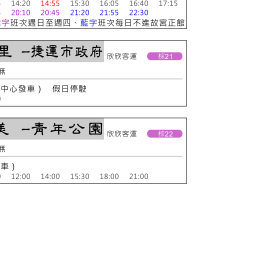 14:20 14:55 15:30 16:05 16:40 17:15
20:10 20:45 21:20 21:55 22:30
字班次週日至週四、藍字班次每日不進故宮正館
里 -捷運市政府 欣欣客運 棕21
無
中心發車) 假日停駛
美 -青年公園 欣欣客運 棕22
無
車)
12:00 14:00 15:30 18:00 21:00